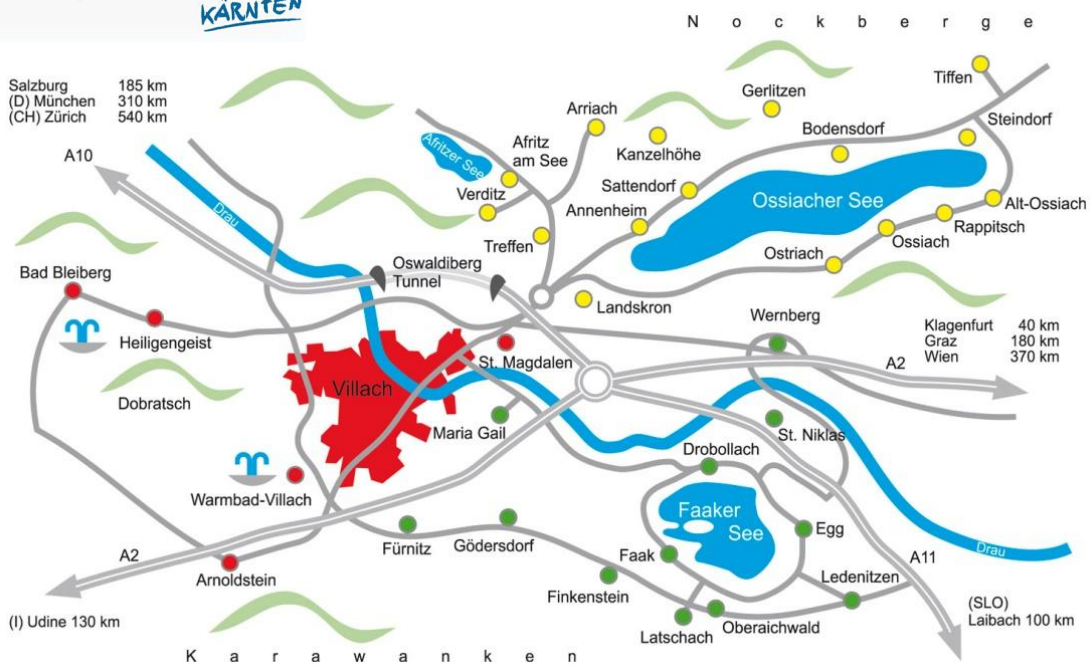 KÄRNTEN
N o c k b e r g e
Salzburg 185 km
(D) München 310 km
(CH) Zürich 540 km
A10
Drau
Afritzer See
Afritz
am See
Arriach
Verditz
Treffen
Kanzelhöhe
Gerlitzen
Tiffen
Steindorf
Bodensdorf
Sattendorf
Annenheim
Ossiacher See
Alt-Ossiach
Rappitsch
Ossiach
Ostriach
Landskron
Oswaldiberg
Tunnel
Bad Bleiberg
Heiligengeist
Dobratsch
Villach
St. Magdalen
Wernberg
Klagenfurt 40 km
Graz 180 km
Wien 370 km
A2
Maria Gail
St. Niklas
Drobollach
Warmbad-Villach
Faaker
See
Egg
Faak
Fürnitz
Gödersdorf
A2
Arnoldstein
Finkenstein
Latschach
Oberaichwald
Ledenitzen
A11
Drau
(I) Udine 130 km
(SLO)
Laibach 100 km
K a r a w a n k e n